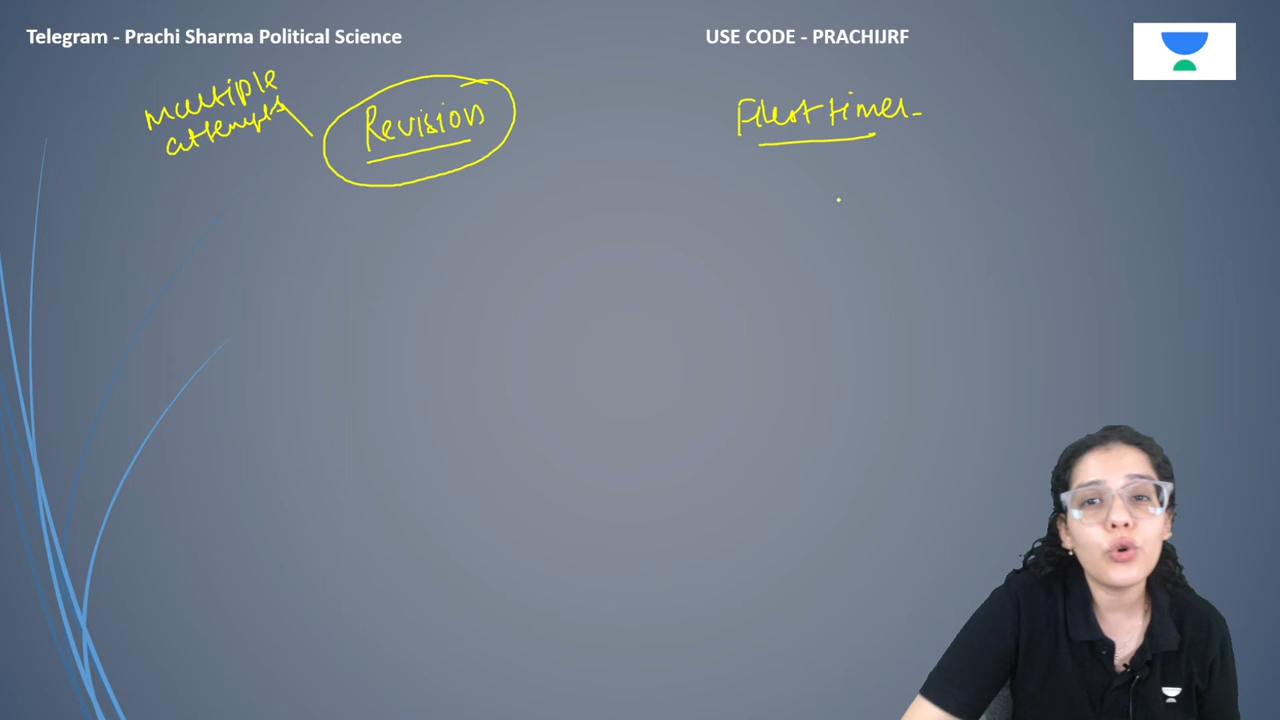 Telegram - Prachi Sharma Political Science
USE CODE - PRACHIJRF
Multiple
attempts
Revision
First timer